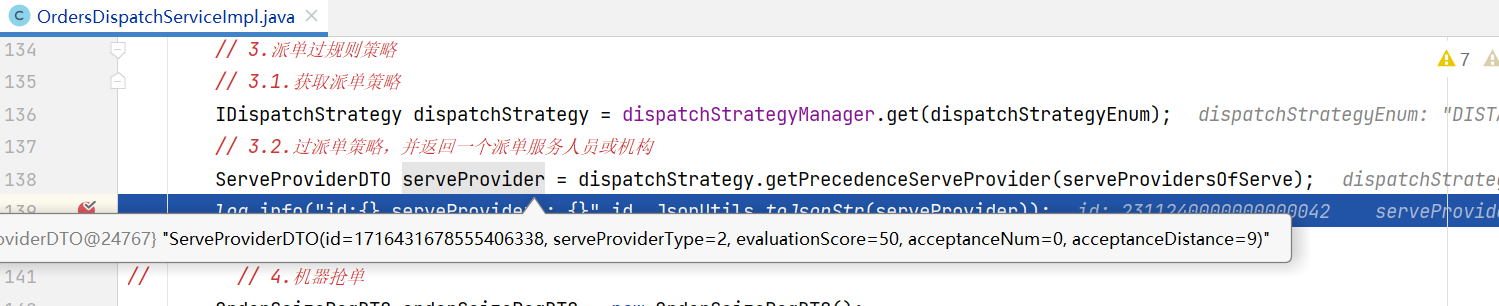 OrdersDispatchServiceImpl.java
134 // 3.派单过规则策略
7
135 // 3.1.获取派单策略
136 IDispatchStrategy dispatchStrategy = dispatchStrategyManager.get(dispatchStrategyEnum); dispatchStrategyEnum: "DISTA
137 // 3.2.过派单策略，并返回一个派单服务人员或机构
138 ServeProviderDTO serveProvider = dispatchStrategy.getPrecedenceServeProvider(serveProvidersOfServe); dispatchStrateg
139 log.info("id:{},serveProvider : {}",id, JsonUtils.toJsonStr(serveProvider)); id: 2311240000000000042 serveProvide
oviderDTO@24767} "ServeProviderDTO(id=1716431678555406338, serveProviderType=2, evaluationScore=50, acceptanceNum=0, acceptanceDistance=9)"
141 // // 4.机器抢单